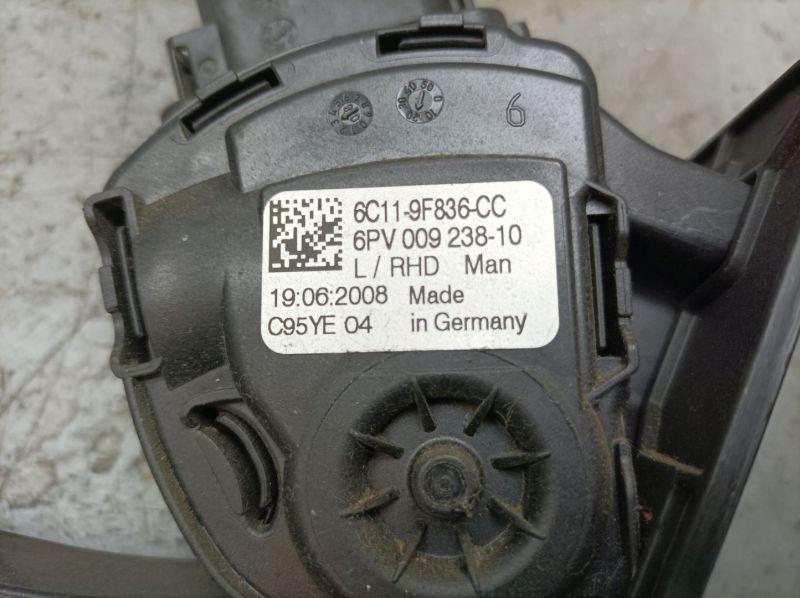 6
6C11-9F836-CC
6PV 009 238-10
L / RHD Man
19:06:2008 Made
C95YE 04 in Germany